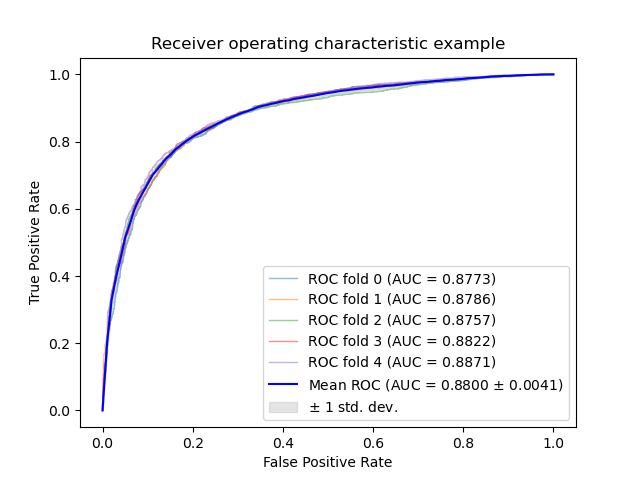 Receiver operating characteristic example
True Positive Rate
1.0
0.8
0.6
0.4
0.2
0.0
ROC fold 0 (AUC = 0.8773)
ROC fold 1 (AUC = 0.8786)
ROC fold 2 (AUC = 0.8757)
ROC fold 3 (AUC = 0.8822)
ROC fold 4 (AUC = 0.8871)
Mean ROC (AUC = 0.8800 ± 0.0041)
± 1 std. dev.
0.0 0.2 0.4 0.6 0.8 1.0
False Positive Rate